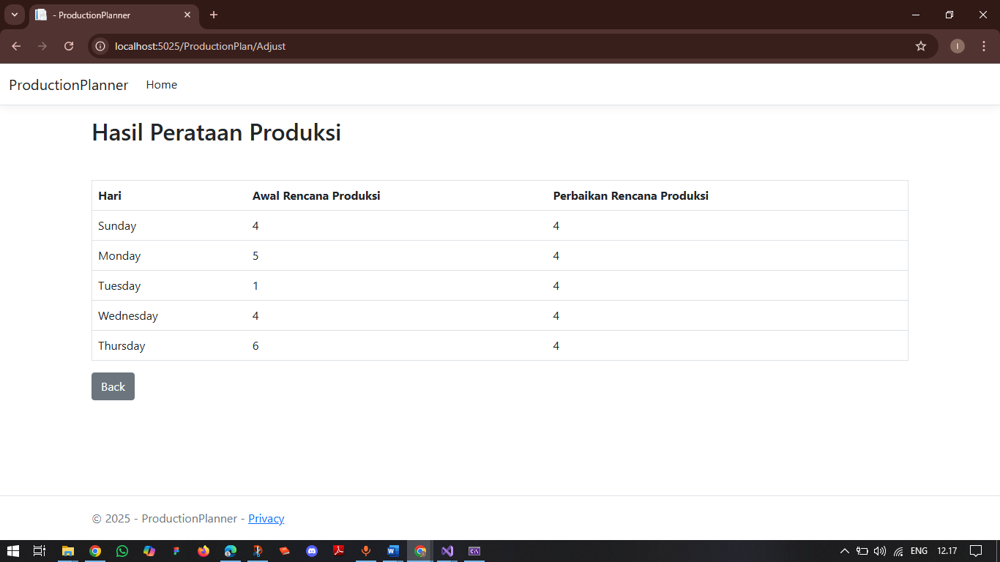 - ProductionPlanner
localhost:5025/ProductionPlan/Adjust
I
ProductionPlanner Home
Hasil Perataan Produksi
Hari Awal Rencana Produksi Perbaikan Rencana Produksi
Sunday 4 4
Monday 5 4
Tuesday 1 4
Wednesday 4 4
Thursday 6 4
Back
© 2025 - ProductionPlanner - Privacy
ENG 12.17